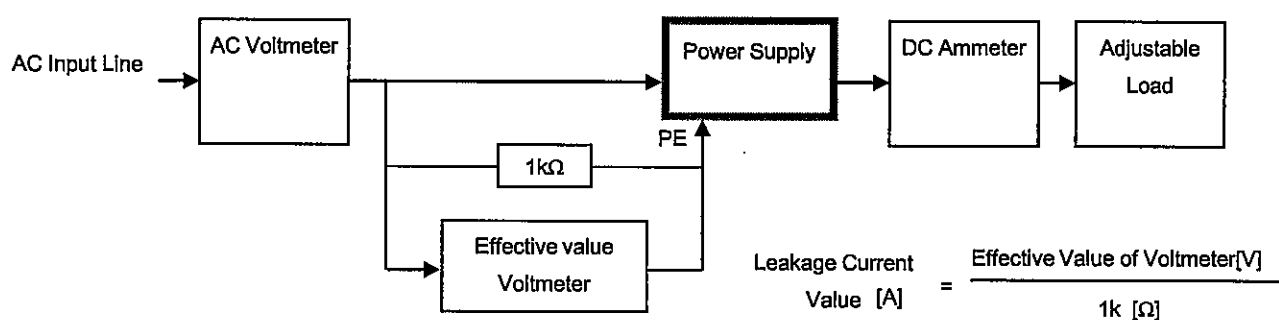 AC Input Line
AC Voltmeter
Power Supply
DC Ammeter
Adjustable
Load
PE
1kΩ
Effective value
Voltmeter
Leakage Current
Value [A]
=
Effective Value of Voltmeter[V]
1k [Ω]